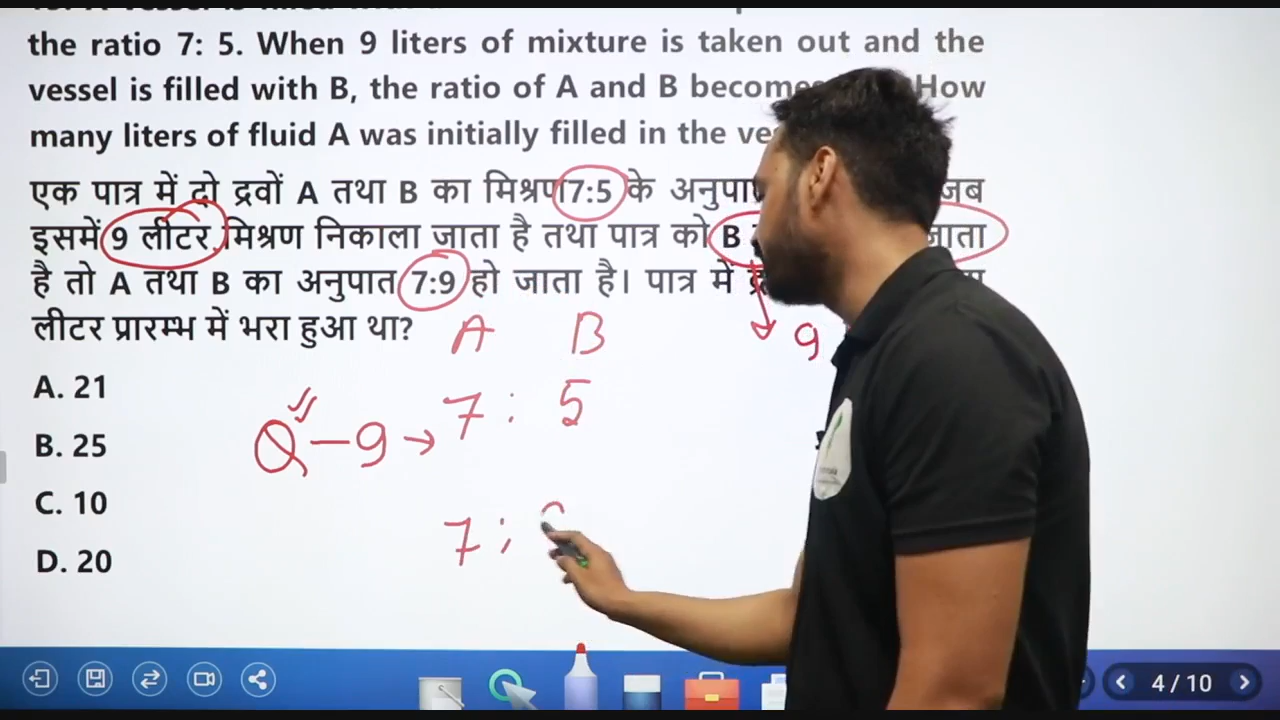 the ratio 7: 5. When 9 liters of mixture is taken out and the
vessel is filled with B, the ratio of A and B How
many liters of fluid A was initially filled in the
एक पात्र में दो द्रवों A तथा B का मिश्रण 7:5 के जब
इसमें 9 लीटर मिश्रण निकाला जाता है तथा पात्र को B जाता
है तो A तथा B का अनुपात 7:9 हो जाता है। पात्र में
लीटर प्रारम्भ में भरा हुआ था?
A B
9
A. 21
7 : 5
Q - 9 →
B. 25
C. 10
7 :
D. 20
4 / 10